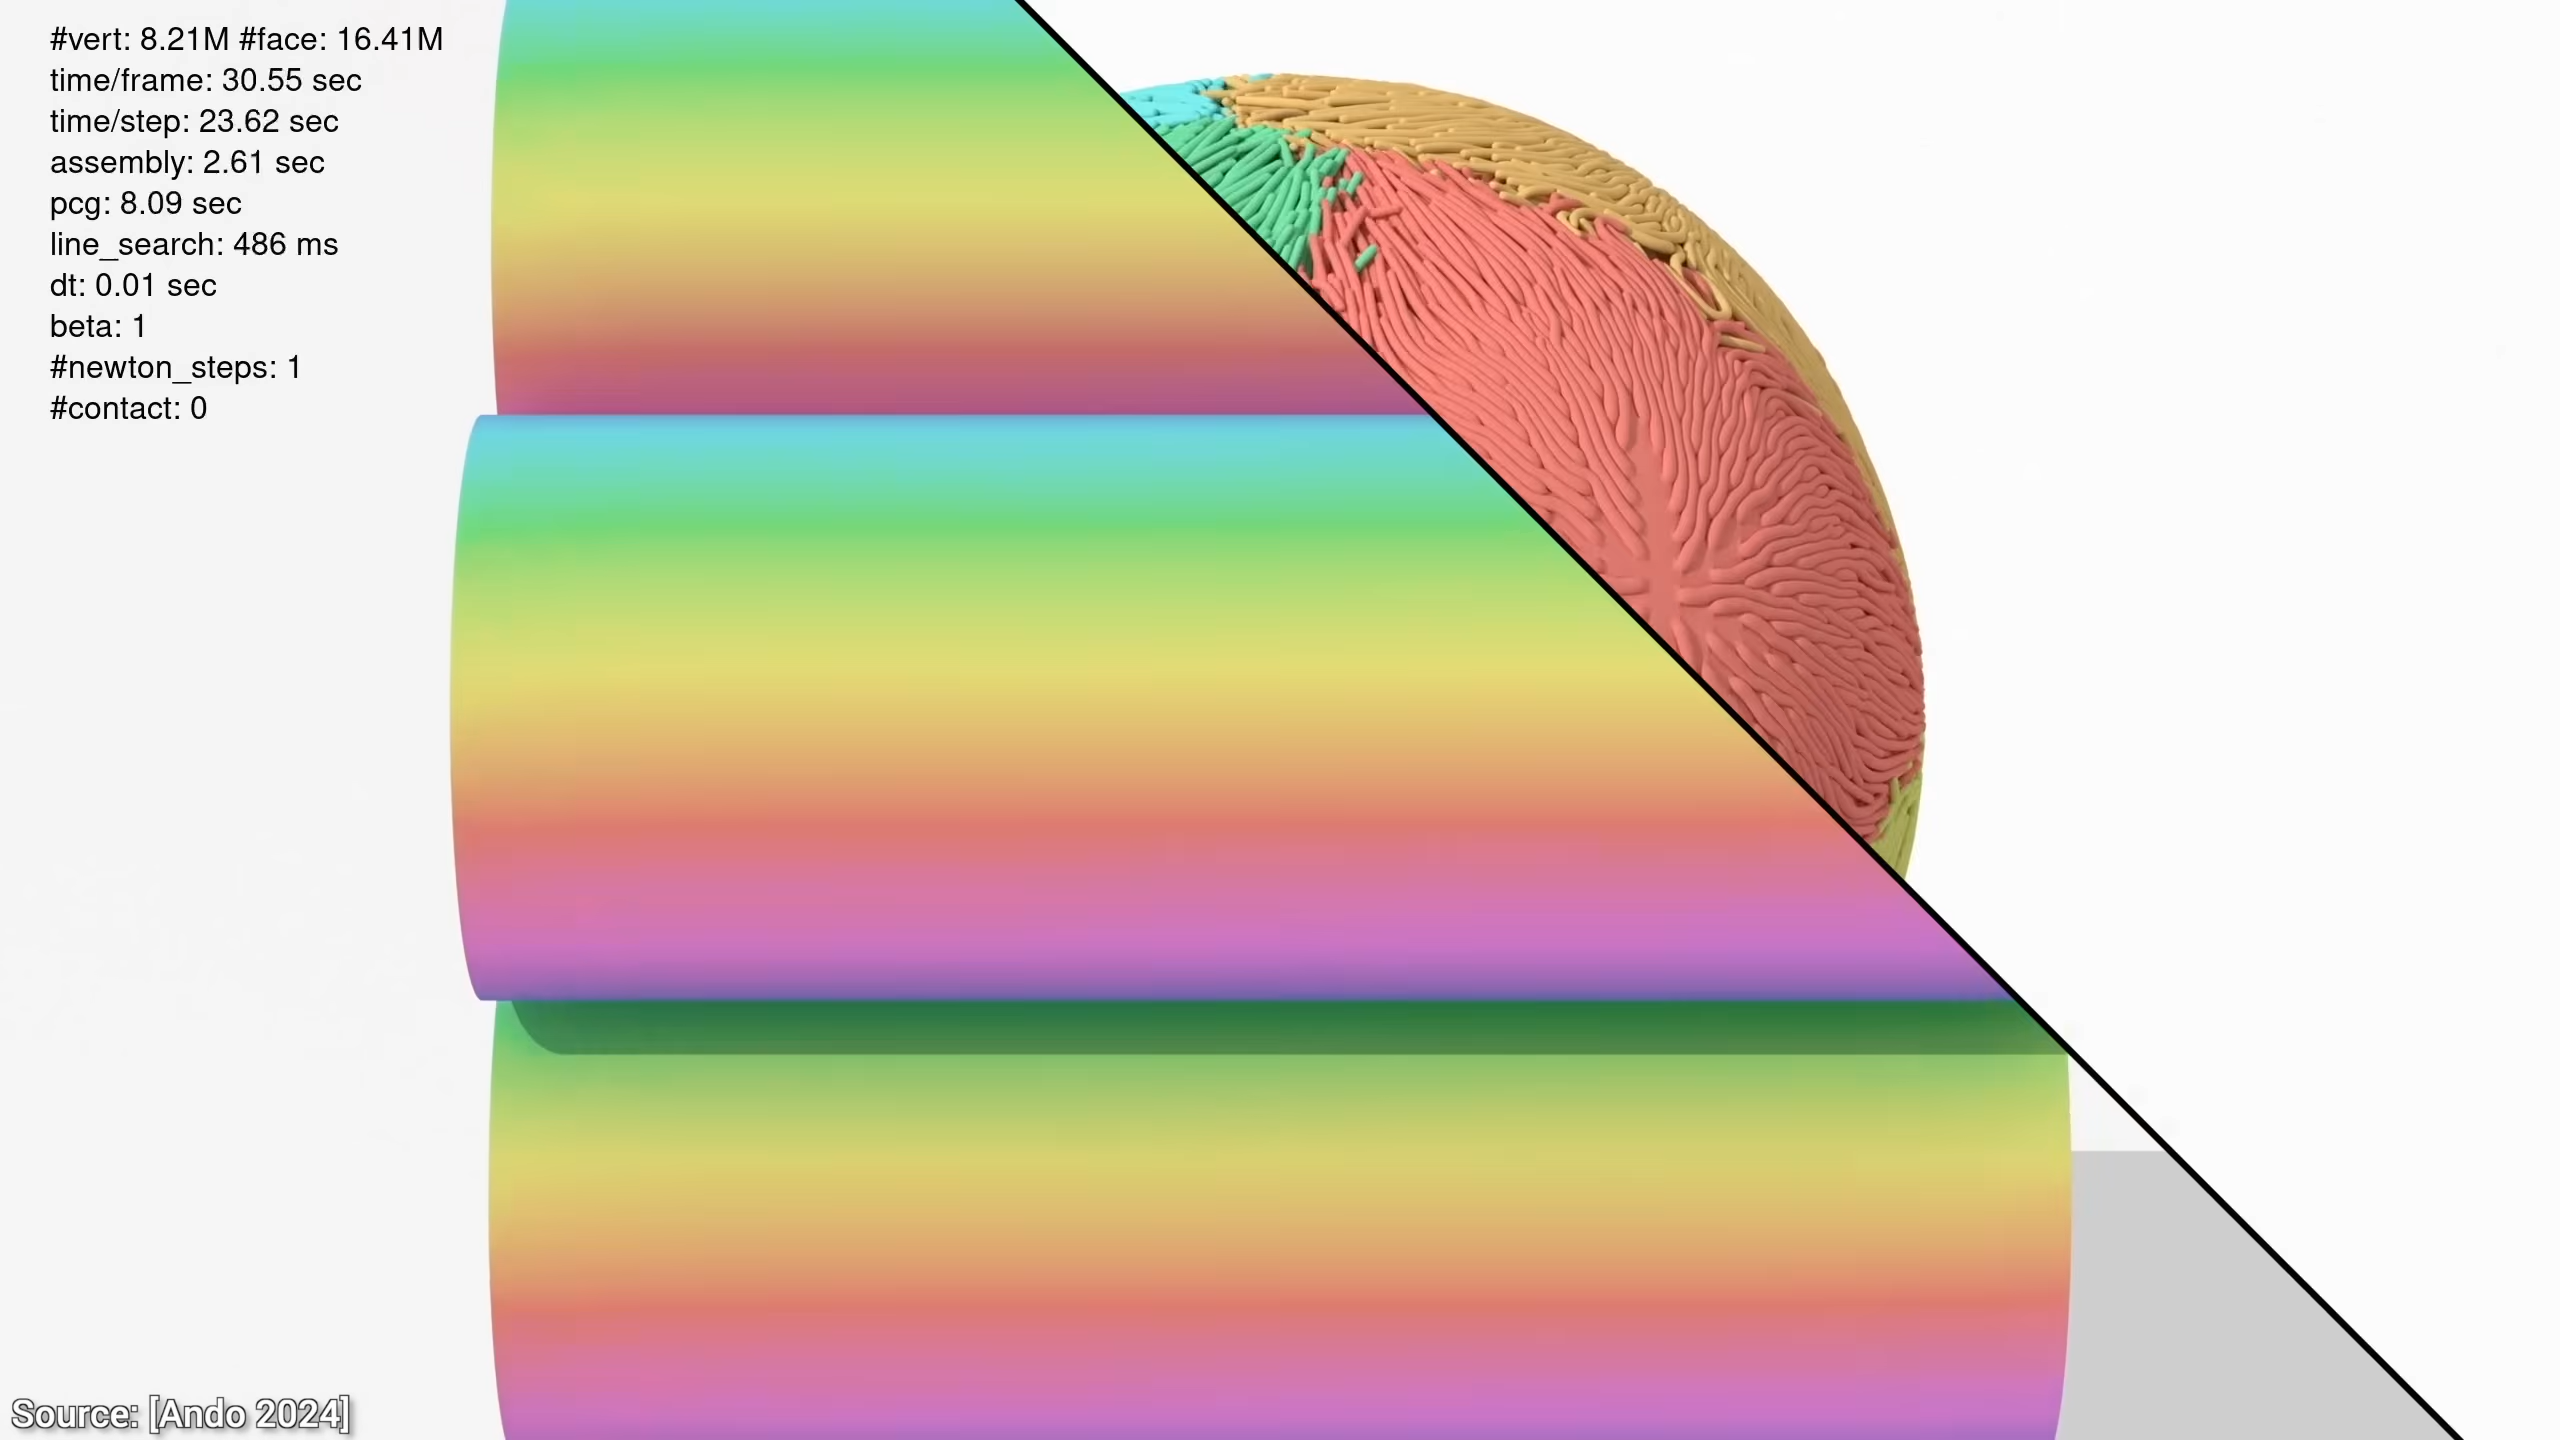 #vert: 8.21M #face: 16.41M
time/frame: 30.55 sec
time/step: 23.62 sec
assembly: 2.61 sec
pcg: 8.09 sec
line_search: 486 ms
dt: 0.01 sec
beta: 1
#newton_steps: 1
#contact: 0
Source: [Ando 2024]